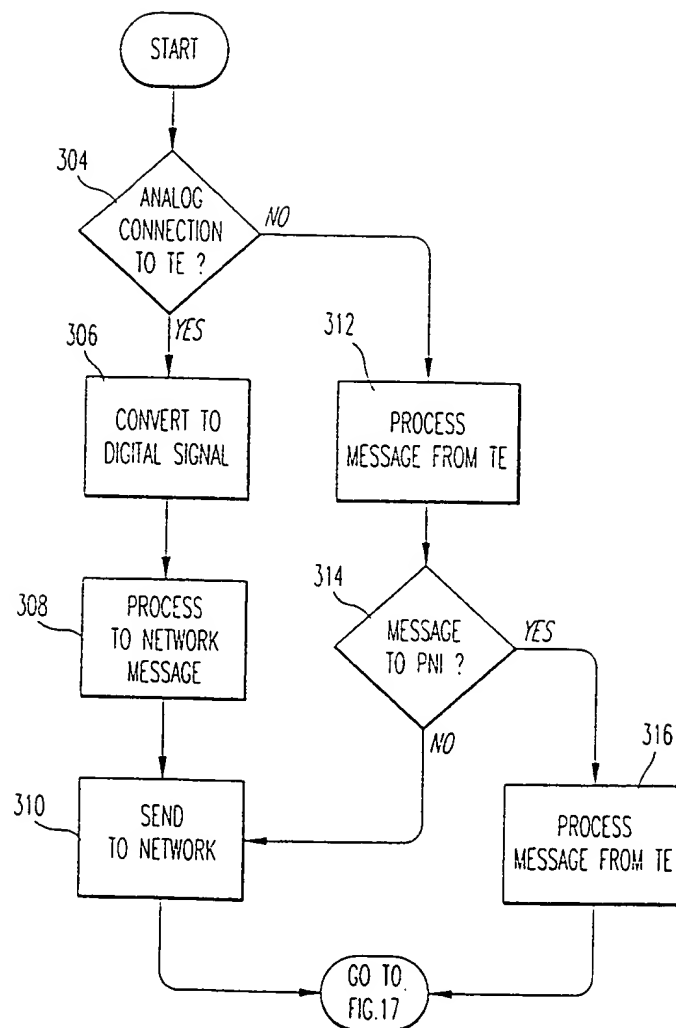 START
304
ANALOG
CONNECTION
TO TE ?
NO
YES
306
CONVERT TO
DIGITAL SIGNAL
312
PROCESS
MESSAGE FROM TE
308
PROCESS
TO NETWORK
MESSAGE
314
MESSAGE
TO PNI ?
YES
NO
310
SEND
TO NETWORK
316
PROCESS
MESSAGE FROM TE
GO TO
FIG.17